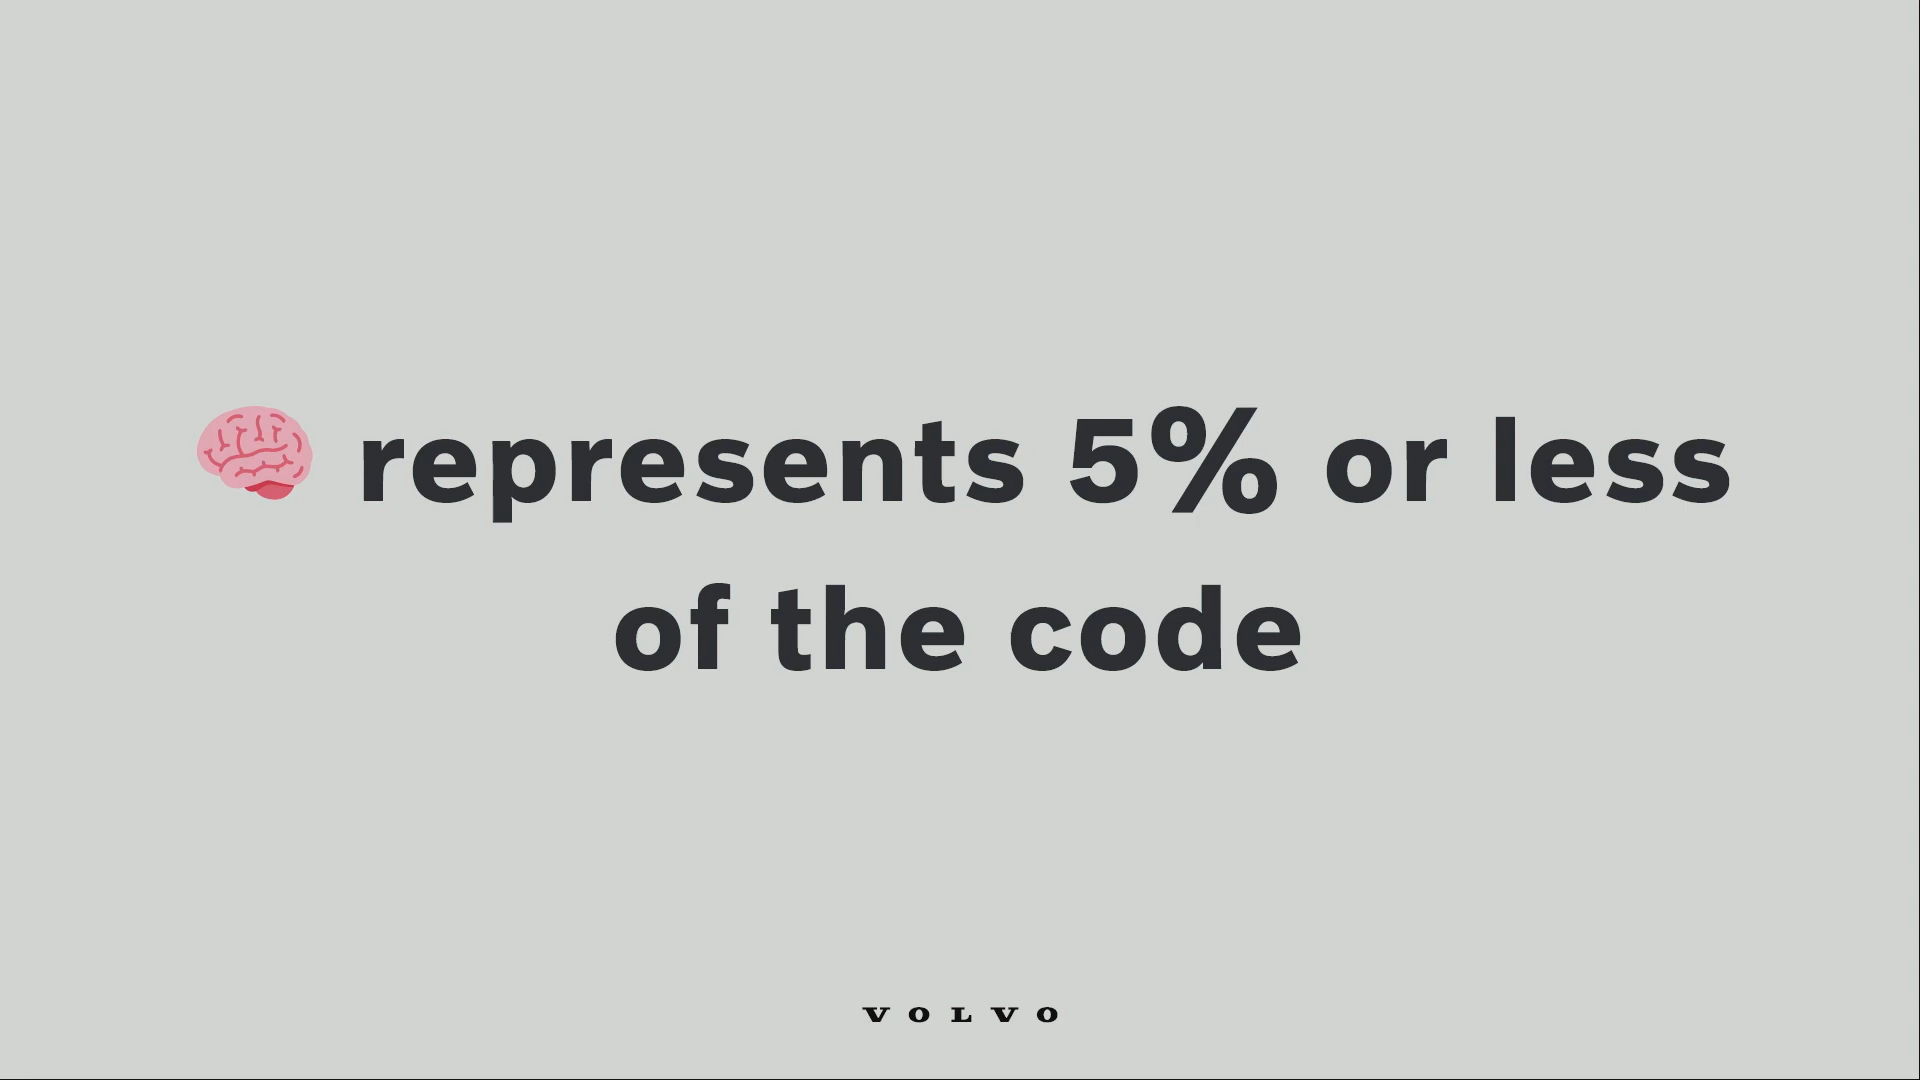 🧠 represents 5% or less
of the code
VOLVO